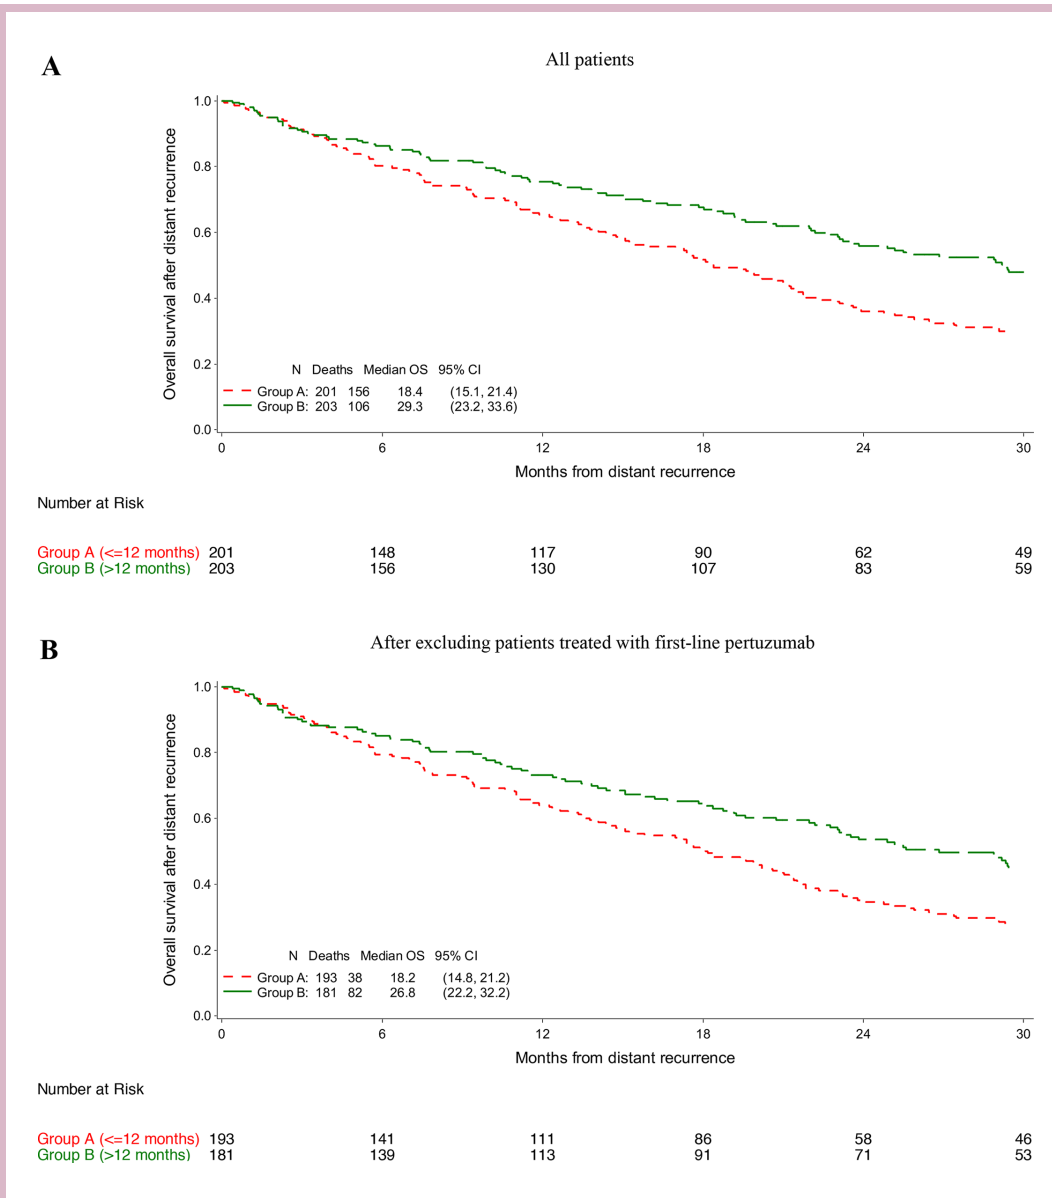 A
All patients
1.0
0.8
0.6
0.4
0.2
0.0
Overall survival after distant recurrence
N Deaths Median OS 95% CI
Group A: 201 156 18.4 (15.1, 21.4)
Group B: 203 106 29.3 (23.2, 33.6)
0 6 12 18 24 30
Months from distant recurrence
Number at Risk
Group A (<=12 months) 201 148 117 90 62 49
Group B (>12 months) 203 156 130 107 83 59
B
After excluding patients treated with first-line pertuzumab
1.0
0.8
0.6
0.4
0.2
0.0
Overall survival after distant recurrence
N Deaths Median OS 95% CI
Group A: 193 38 18.2 (14.8, 21.2)
Group B: 181 82 26.8 (22.2, 32.2)
0 6 12 18 24 30
Months from distant recurrence
Number at Risk
Group A (<=12 months) 193 141 111 86 58 46
Group B (>12 months) 181 139 113 91 71 53